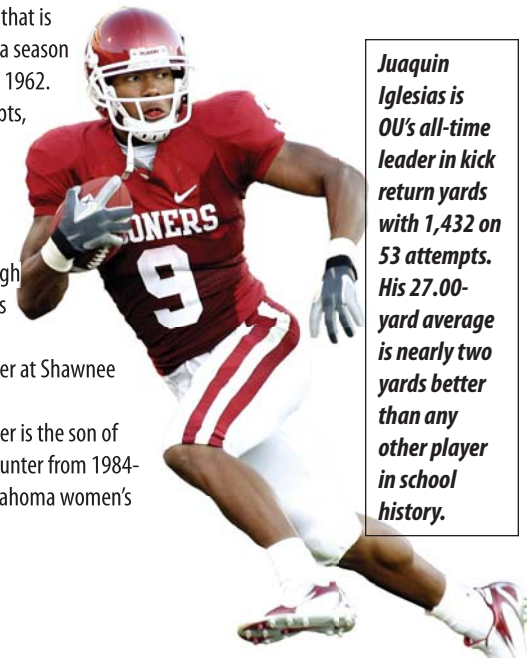 that is
a season
1962.
pts,
gh
s
er at Shawnee
er is the son of
unter from 1984-
ahoma women's
OONERS
9
Juaquin
Iglesias is
OU's all-time
leader in kick
return yards
with 1,432 on
53 attempts.
His 27.00-
yard average
is nearly two
yards better
than any
other player
in school
history.